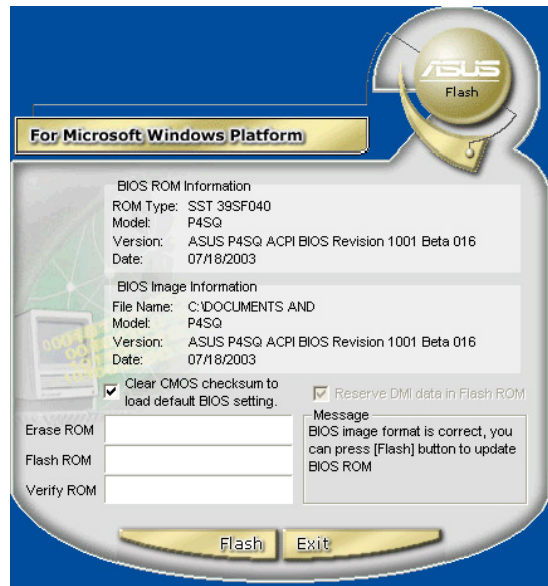 ASUS
Flash
For Microsoft Windows Platform
BIOS ROM Information
ROM Type: SST 39SF040
Model: P4SQ
Version: ASUS P4SQ ACPI BIOS Revision 1001 Beta 016
Date: 07/18/2003
BIOS Image Information
File Name: C:\DOCUMENTS AND
Model: P4SQ
Version: ASUS P4SQ ACPI BIOS Revision 1001 Beta 016
Date: 07/18/2003
Clear CMOS checksum to
load default BIOS setting.
Reserve DMI data in Flash ROM
Erase ROM
Flash ROM
Verify ROM
Message
BIOS image format is correct, you
can press [Flash] button to update
BIOS ROM
Flash
Exit